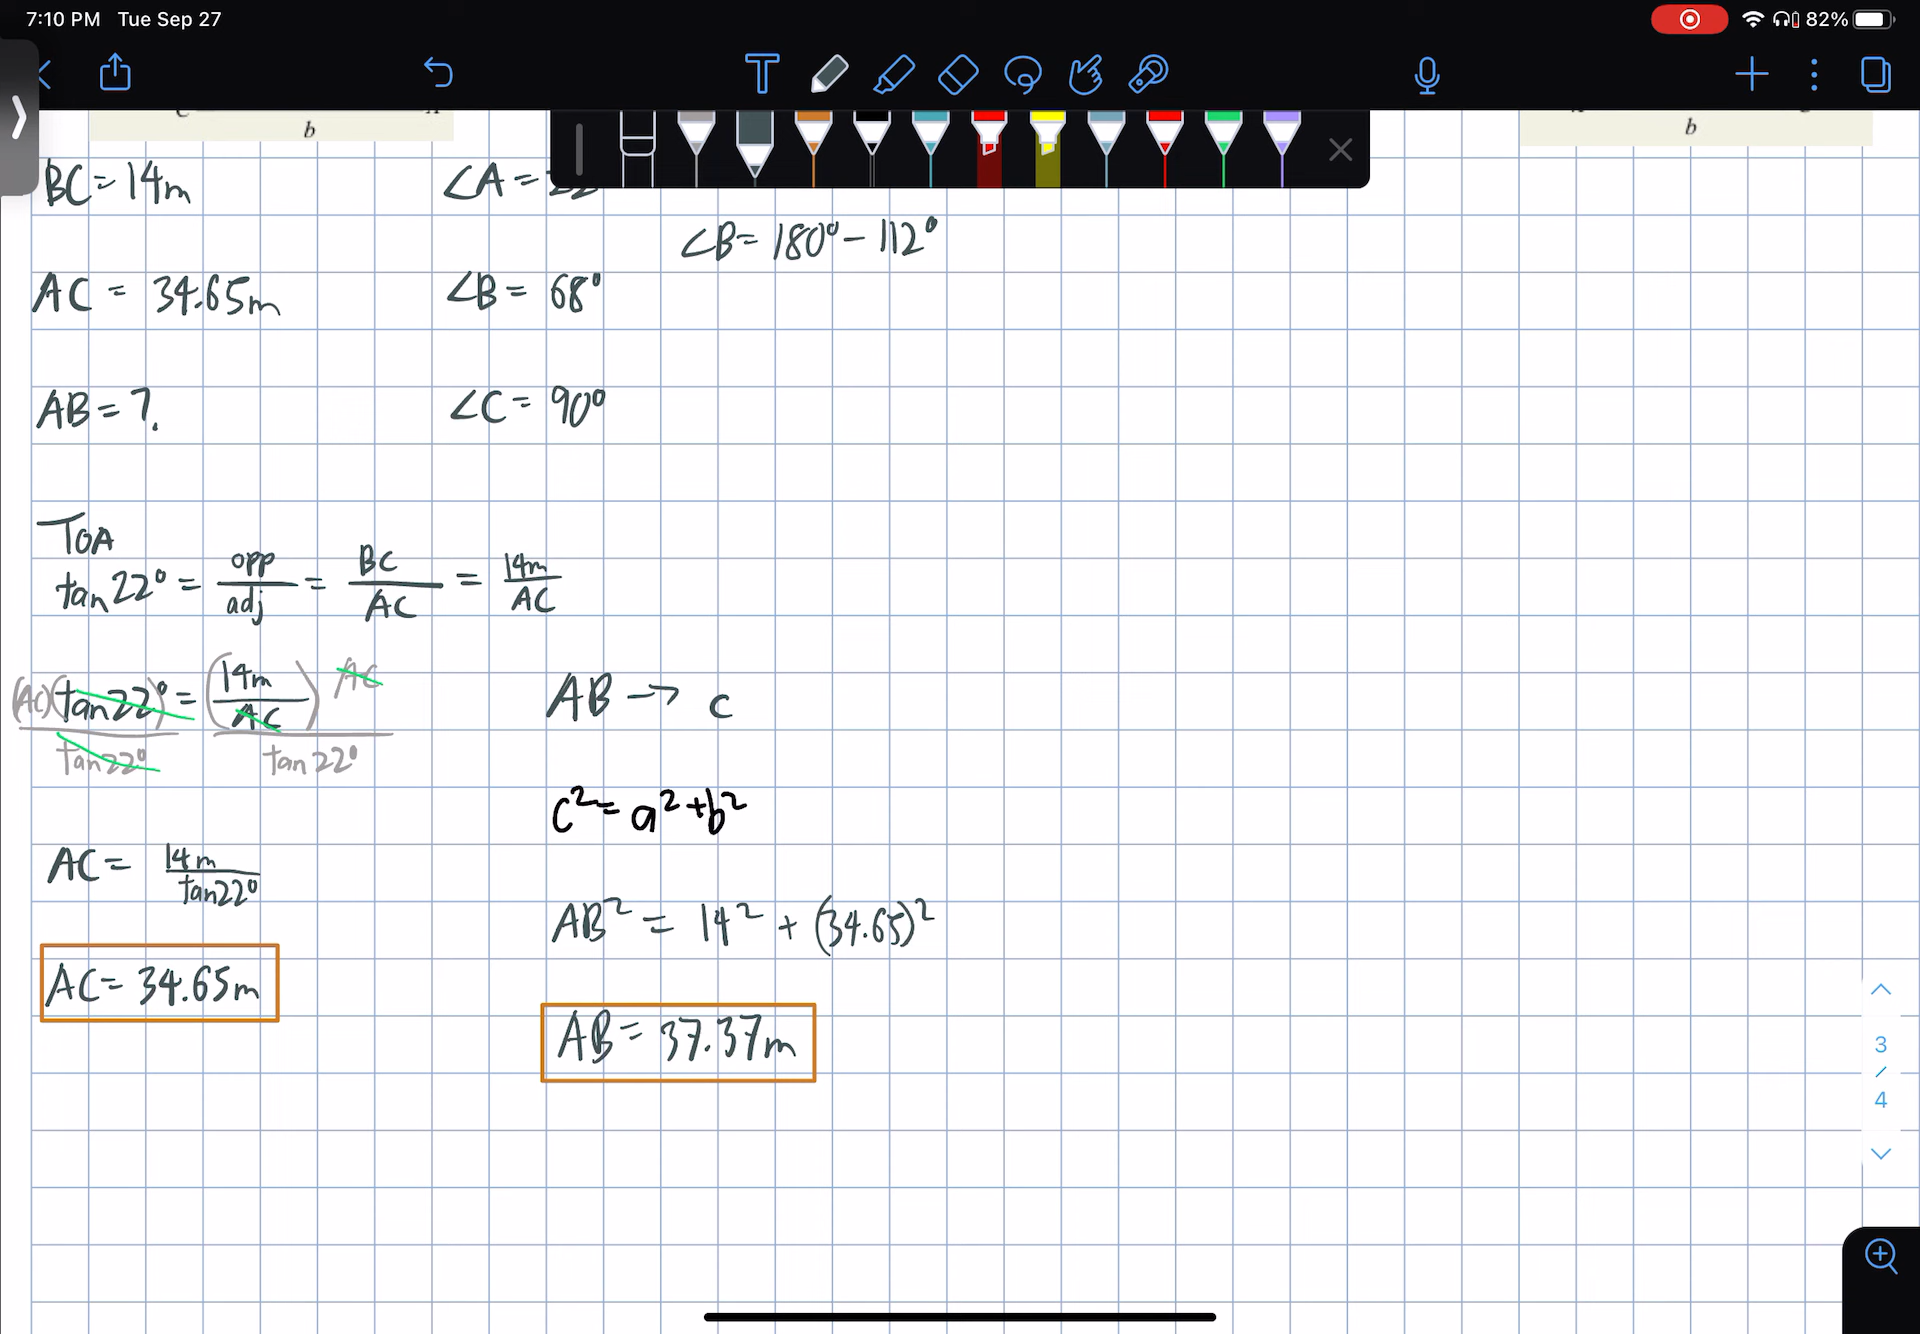 7:10 PM Tue Sep 27
82%
b
b
BC = 14m
∠A = 22
∠B = 180° - 112°
AC = 34.65m
∠B = 68°
AB = ?
∠C = 90°
TOA
tan 22° = opp/adj = BC/AC = 14m/AC
(AC)(tan 22°)/tan 22° = (14m/AC) AC/tan 22°
AB → c
c² = a² + b²
AC = 14m/tan 22°
AB² = 14² + (34.65)²
AC = 34.65m
AB = 37.37m
3
/
4